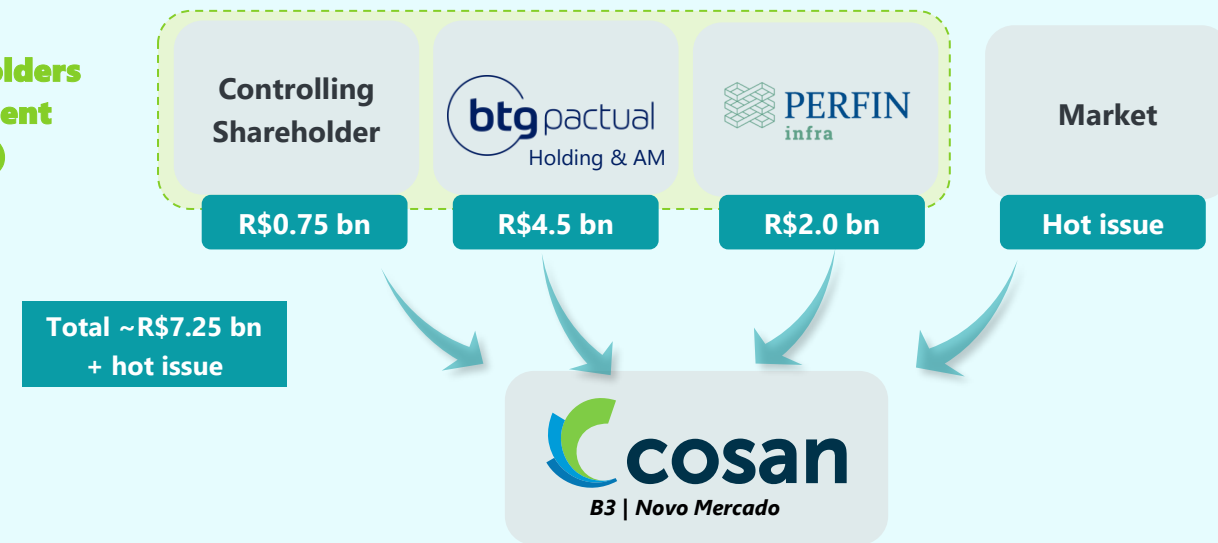 Controlling
Shareholder
btg pactual
Holding & AM
PERFIN
infra
Market
R$0.75 bn
R$4.5 bn
R$2.0 bn
Hot issue
Total ~R$7.25 bn
+ hot issue
cosan
B3 | Novo Mercado